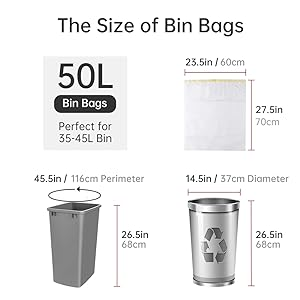 The Size of Bin Bags
50L
Bin Bags
Perfect for
35-45L Bin
23.5in / 60cm
27.5in
70cm
45.5in / 116cm Perimeter
26.5in
68cm
14.5in / 37cm Diameter
26.5in
68cm